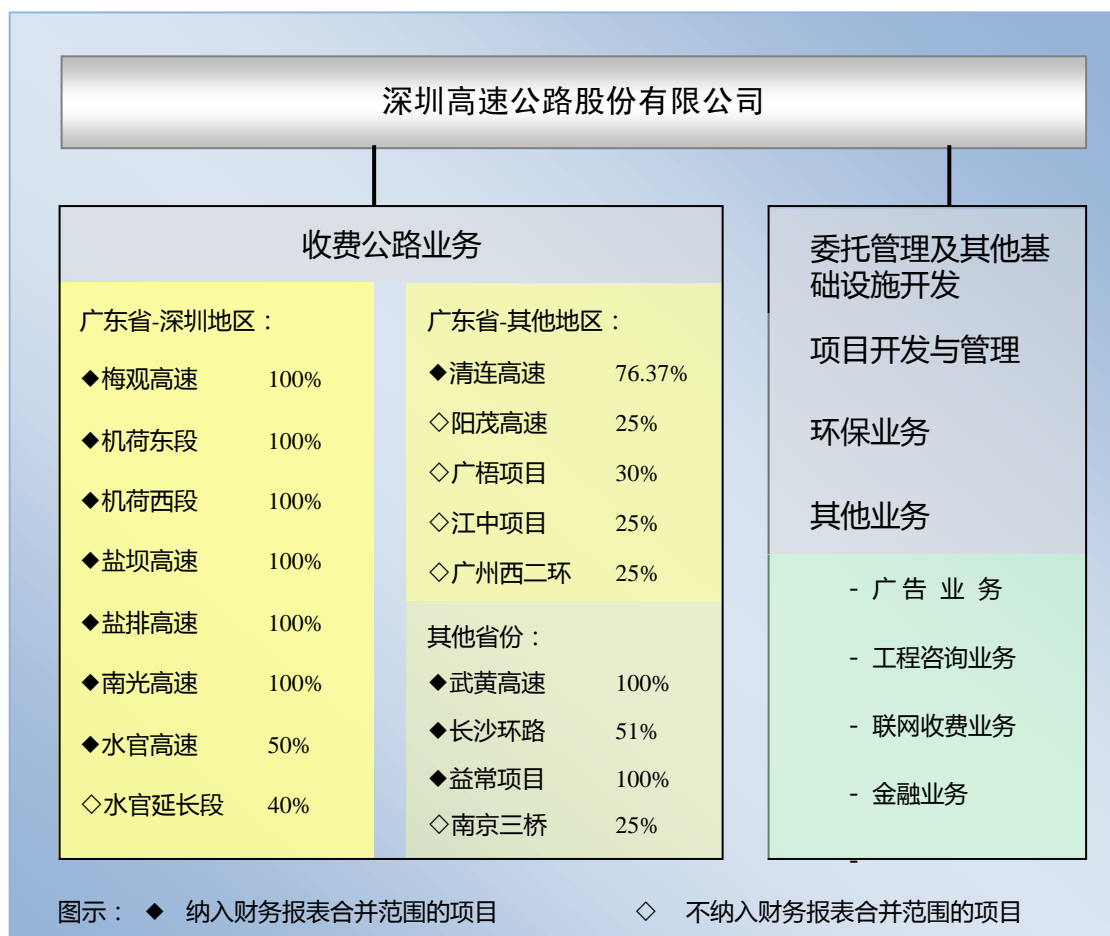 深圳高速公路股份有限公司
收费公路业务
广东省-深圳地区：
◆梅观高速 100%
◆机荷东段 100%
◆机荷西段 100%
◆盐坝高速 100%
◆盐排高速 100%
◆南光高速 100%
◆水官高速 50%
◇水官延长段 40%
广东省-其他地区：
◆清连高速 76.37%
◇阳茂高速 25%
◇广梧项目 30%
◇江中项目 25%
◇广州西二环 25%
其他省份：
◆武黄高速 100%
◆长沙环路 51%
◆益常项目 100%
◇南京三桥 25%
委托管理及其他基
础设施开发
项目开发与管理
环保业务
其他业务
- 广告 业 务
- 工程咨询业务
- 联网收费业务
- 金融业务
-
图示：◆ 纳入财务报表合并范围的项目 ◇ 不纳入财务报表合并范围的项目